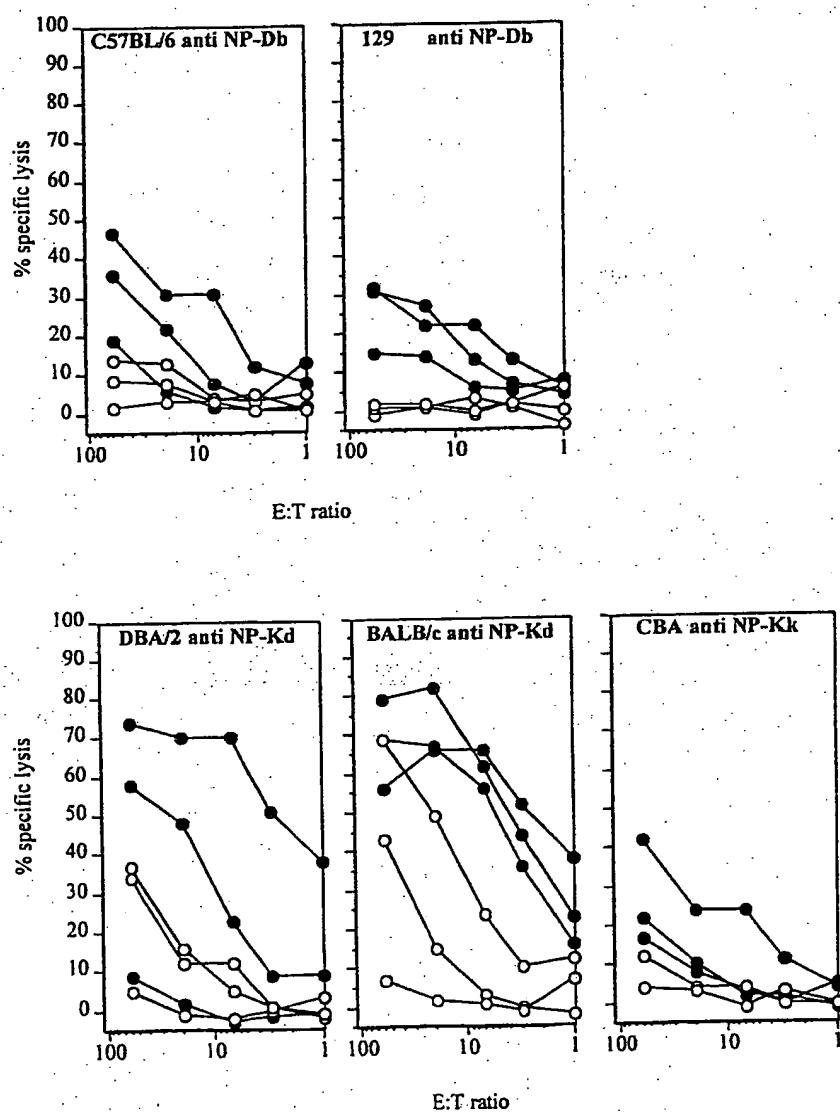 C57BL/6 anti NP-Db
129 anti NP-Db
% specific lysis
100
90
80
70
60
50
40
30
20
10
0
100 10 1
100 10 1
E:T ratio
DBA/2 anti NP-Kd
BALB/c anti NP-Kd
CBA anti NP-Kk
% specific lysis
100
90
80
70
60
50
40
30
20
10
0
100 10 1
100 10 1
100 10 1
E:T ratio